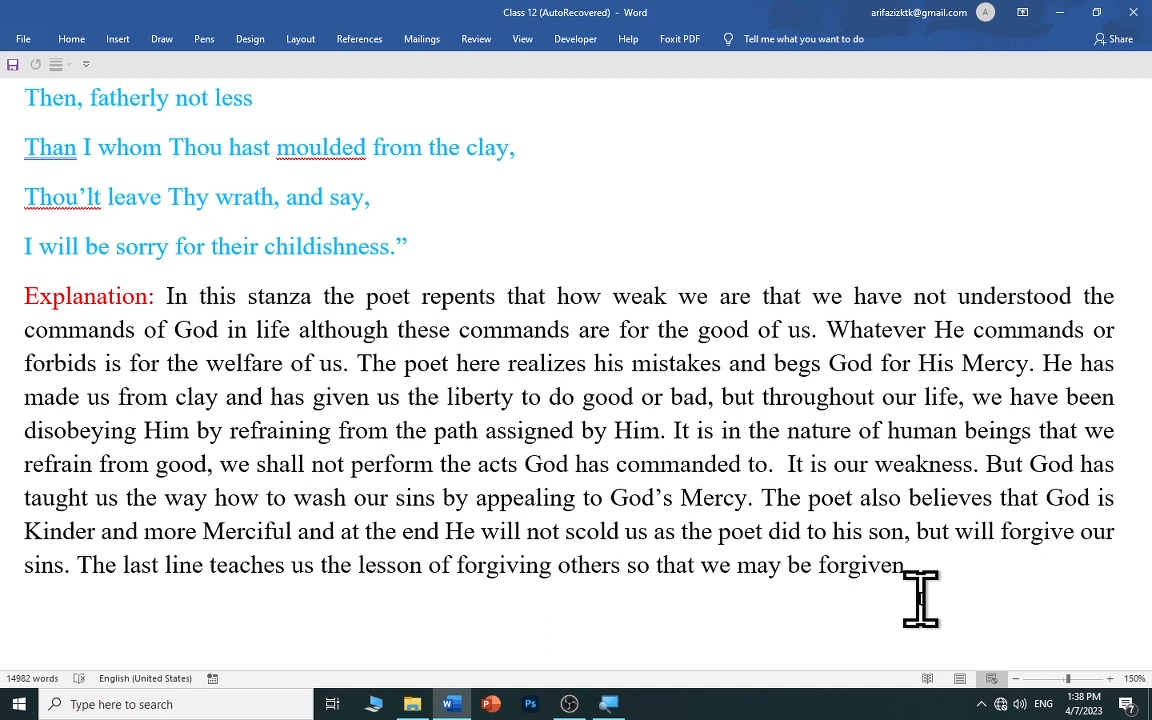 Class 12 (AutoRecovered) - Word
arifazizktk@gmail.com
A
File Home Insert Draw Pens Design Layout References Mailings Review View Developer Help Foxit PDF Tell me what you want to do Share
Then, fatherly not less
Than I whom Thou hast moulded from the clay,
Thou’lt leave Thy wrath, and say,
I will be sorry for their childishness.”
Explanation: In this stanza the poet repents that how weak we are that we have not understood the
commands of God in life although these commands are for the good of us. Whatever He commands or
forbids is for the welfare of us. The poet here realizes his mistakes and begs God for His Mercy. He has
made us from clay and has given us the liberty to do good or bad, but throughout our life, we have been
disobeying Him by refraining from the path assigned by Him. It is in the nature of human beings that we
refrain from good, we shall not perform the acts God has commanded to. It is our weakness. But God has
taught us the way how to wash our sins by appealing to God’s Mercy. The poet also believes that God is
Kinder and more Merciful and at the end He will not scold us as the poet did to his son, but will forgive our
sins. The last line teaches us the lesson of forgiving others so that we may be forgiven
14982 words English (United States) 150%
Type here to search
W P Ps
ENG
1:38 PM
4/7/2023
7